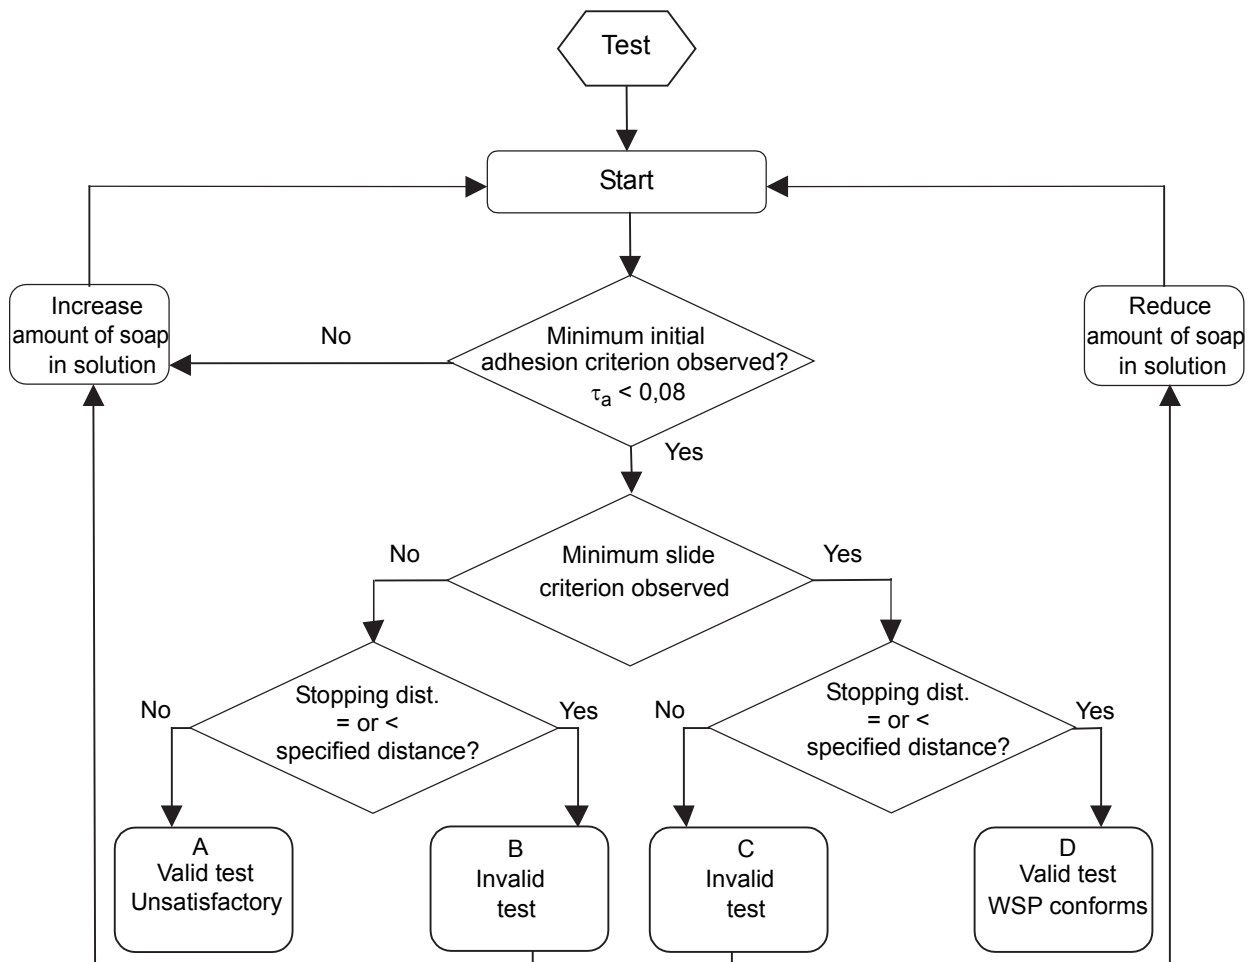 Test
Start
Increase
amount of soap
in solution
No
Minimum initial
adhesion criterion observed?
τa < 0,08
Reduce
amount of soap
in solution
Yes
No
Minimum slide
criterion observed
Yes
No
Stopping dist.
= or <
specified distance?
Yes
No
Stopping dist.
= or <
specified distance?
Yes
A
Valid test
Unsatisfactory
B
Invalid
test
C
Invalid
test
D
Valid test
WSP conforms